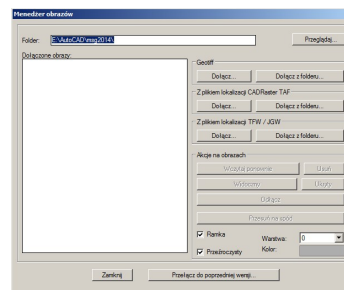 Menedżer obrazów
Folder: E:\AutoCAD\msg2014\ Przeglądaj...
Dołączone obrazy:
Geotiff
Dołącz... Dołącz z folderu...
Z plikiem lokalizacji CADRaster TAF
Dołącz... Dołącz z folderu...
Z plikiem lokalizacji TFW / JGW
Dołącz... Dołącz z folderu...
Akcje na obrazach
Wczytaj ponownie Usuń
Widoczny Ukryty
Odłącz
Przesuń na spód
Ramka
Warstwa: 0
Przeźroczysty Kolor:
Zamknij Przełącz do poprzedniej wersji...